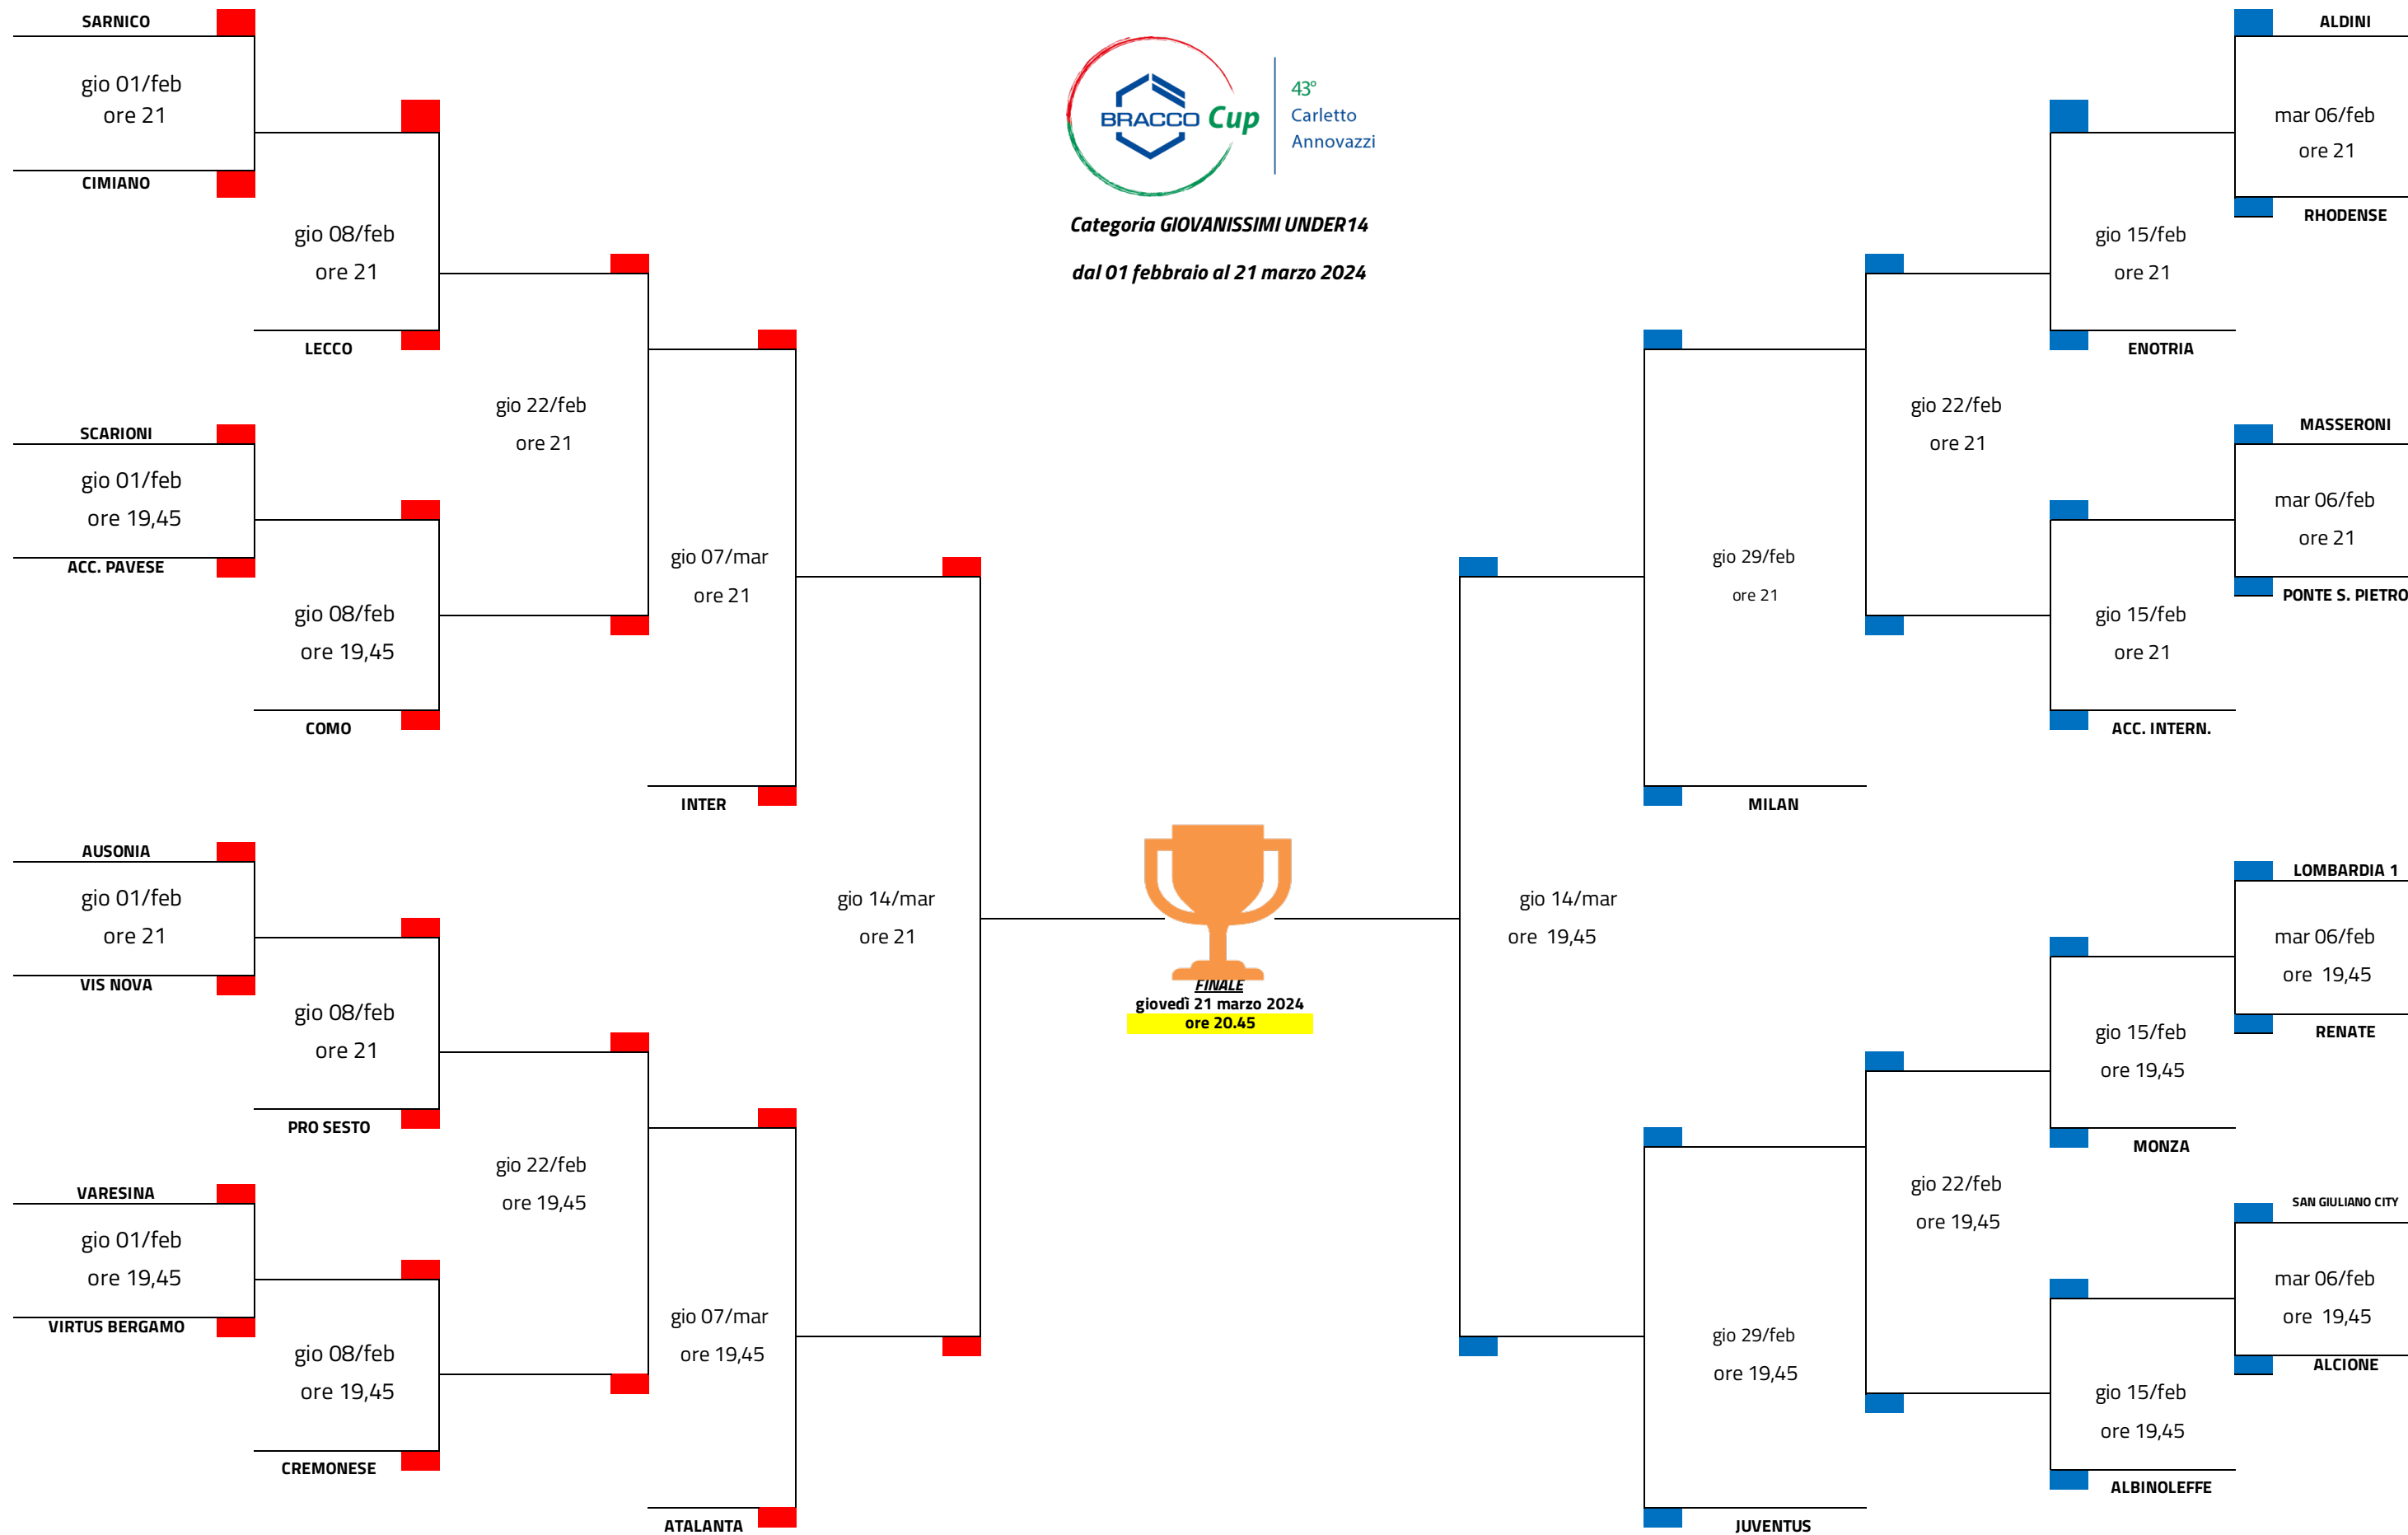 SARNICO
gio 01/feb
ore 21
CIMIANO
gio 08/feb
ore 21
LECCO
SCARIONI
gio 01/feb
ore 19,45
ACC. PAVESE
gio 08/feb
ore 19,45
COMO
gio 22/feb
ore 21
gio 07/mar
ore 21
INTER
AUSONIA
gio 01/feb
ore 21
VIS NOVA
gio 08/feb
ore 21
PRO SESTO
VARESINA
gio 01/feb
ore 19,45
VIRTUS BERGAMO
gio 08/feb
ore 19,45
CREMONESE
gio 22/feb
ore 19,45
gio 07/mar
ore 19,45
ATALANTA
gio 14/mar
ore 21
BRACCO Cup
43°
Carletto
Annovazzi
Categoria GIOVANISSIMI UNDER14
dal 01 febbraio al 21 marzo 2024
FINALE
giovedì 21 marzo 2024
ore 20.45
gio 14/mar
ore 19,45
gio 29/feb
ore 21
MILAN
gio 22/feb
ore 21
gio 15/feb
ore 21
ENOTRIA
ALDINI
mar 06/feb
ore 21
RHODENSE
MASSERONI
mar 06/feb
ore 21
PONTE S. PIETRO
gio 15/feb
ore 21
ACC. INTERN.
LOMBARDIA 1
mar 06/feb
ore 19,45
RENATE
gio 15/feb
ore 19,45
MONZA
gio 22/feb
ore 19,45
SAN GIULIANO CITY
mar 06/feb
ore 19,45
ALCIONE
gio 15/feb
ore 19,45
ALBINOLEFFE
gio 29/feb
ore 19,45
JUVENTUS